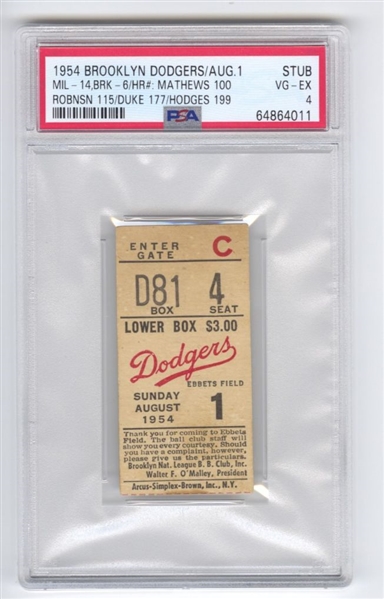 1954 BROOKLYN DODGERS/AUG.1 STUB
MIL - 14,BRK - 6/HR#: MATHEWS 100 VG - EX
ROBNSN 115/DUKE 177/HODGES 199 4
PSA 64864011
ENTER GATE C
D81 4
BOX SEAT
LOWER BOX $3.00
Dodgers
EBBETS FIELD
SUNDAY
AUGUST 1
1954
Thank you for coming to Ebbets
Field. The ball club staff will
show you every courtesy. Should
you have a complaint, however,
please give us the particulars.
Brooklyn Nat. League B. B. Club, Inc.
Walter F. O'Malley, President
Arcus-Simplex-Brown, Inc., N.Y.